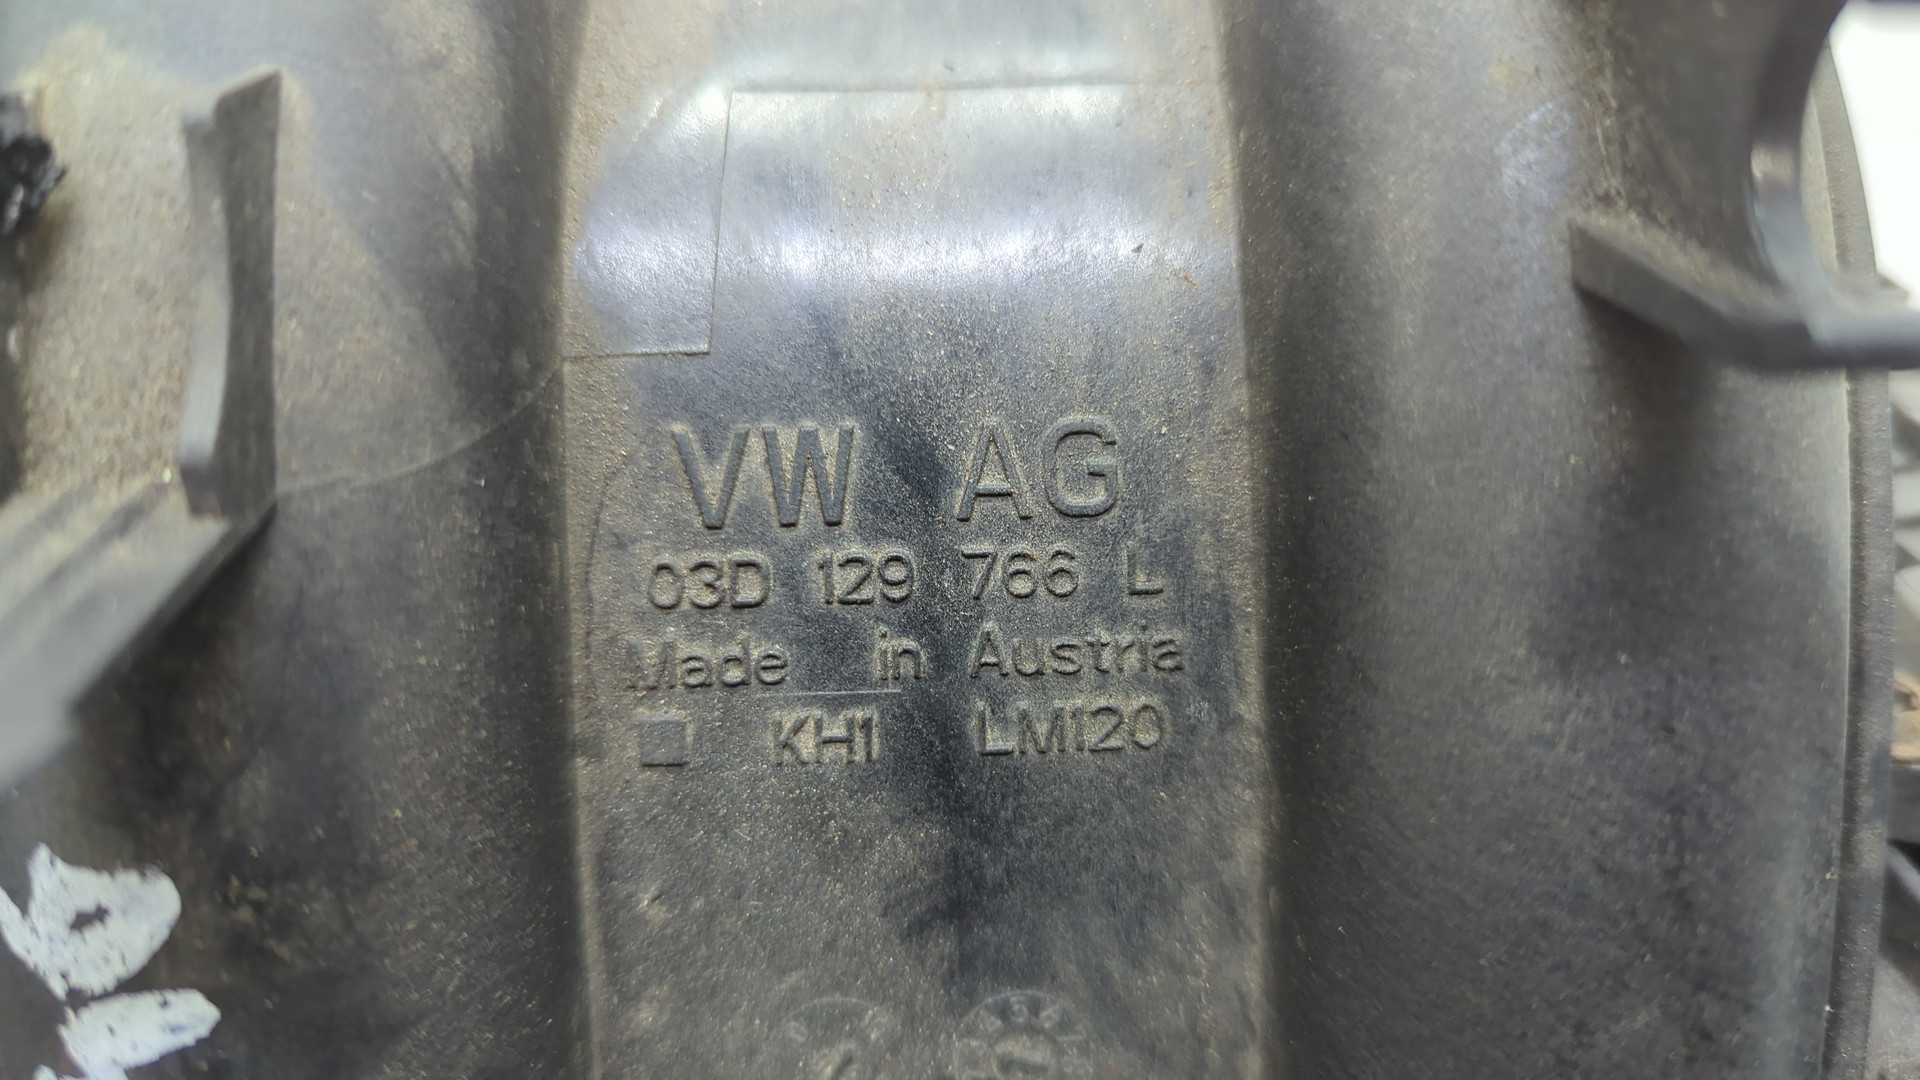 VW AG
03D 129 766 L
Made in Austria
KH1 LM120